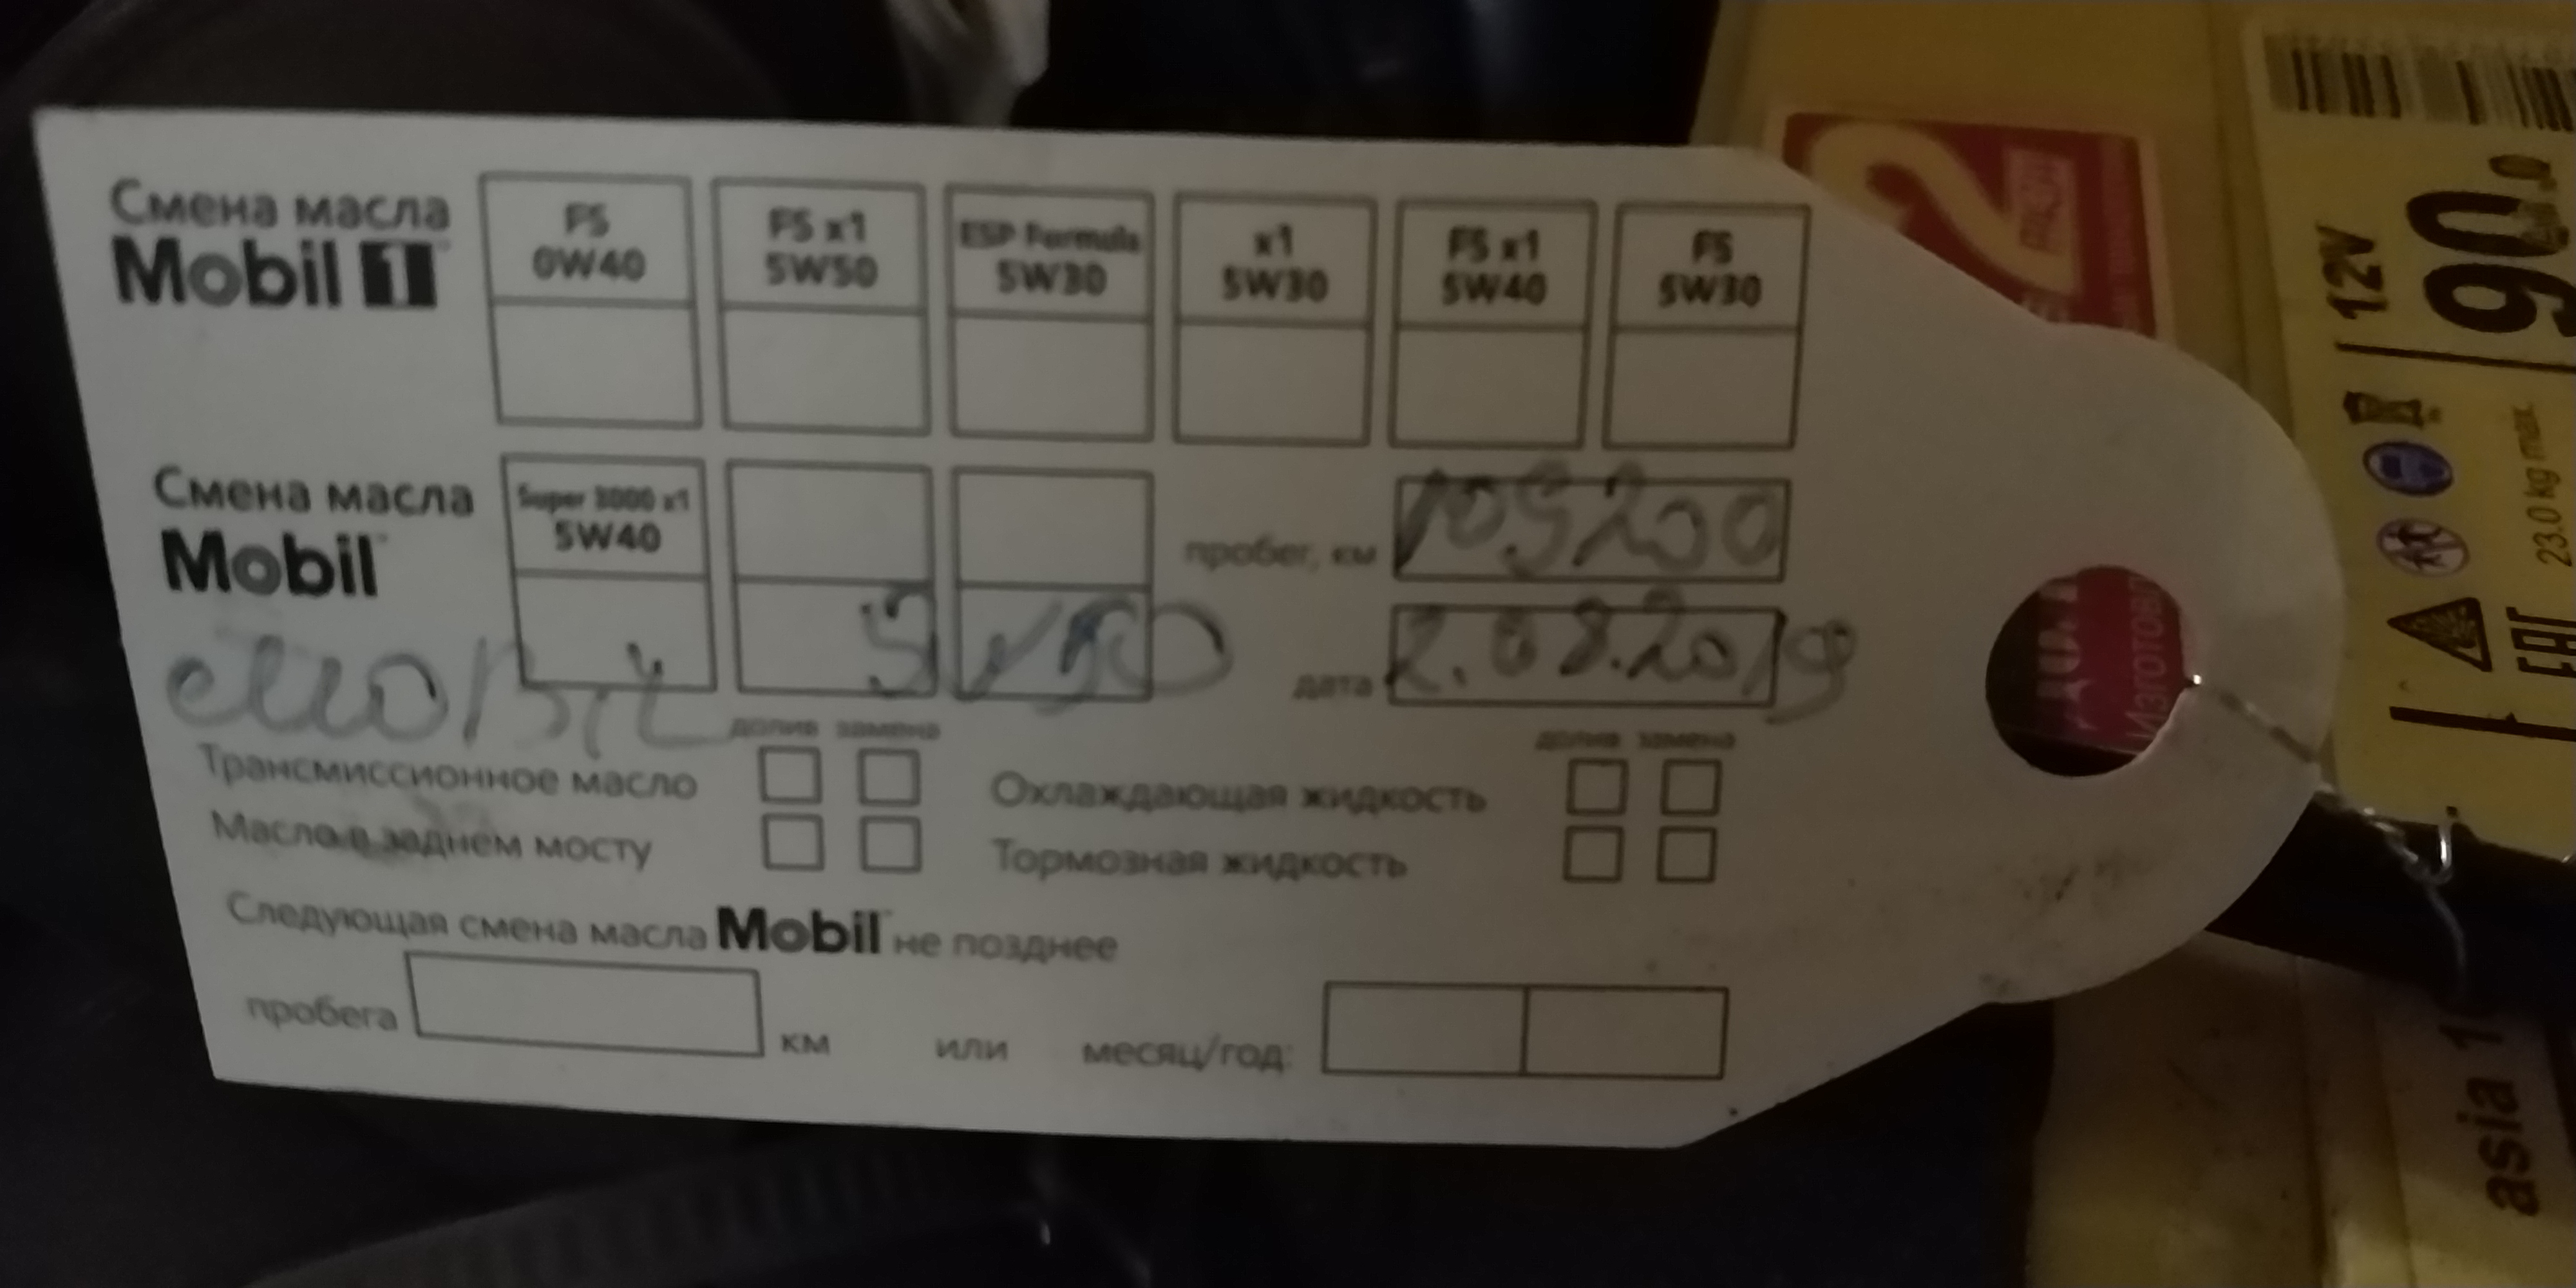 Смена масла
Mobil 1
FS 0W40
FS x1 5W50
ESP Formula 5W30
x1 5W30
FS x1 5W40
FS 5W30
Смена масла
Mobil
Super 3000 x1 5W40
пробег, км 109200
дата 2.08.2019
долив замена
долив замена
Трансмиссионное масло
Охлаждающая жидкость
Масло в заднем мосту
Тормозная жидкость
Следующая смена масла Mobil не позднее
пробега км или месяц/год:
2
12V
90
23.0 kg max.
EAC
Изготовл
asia